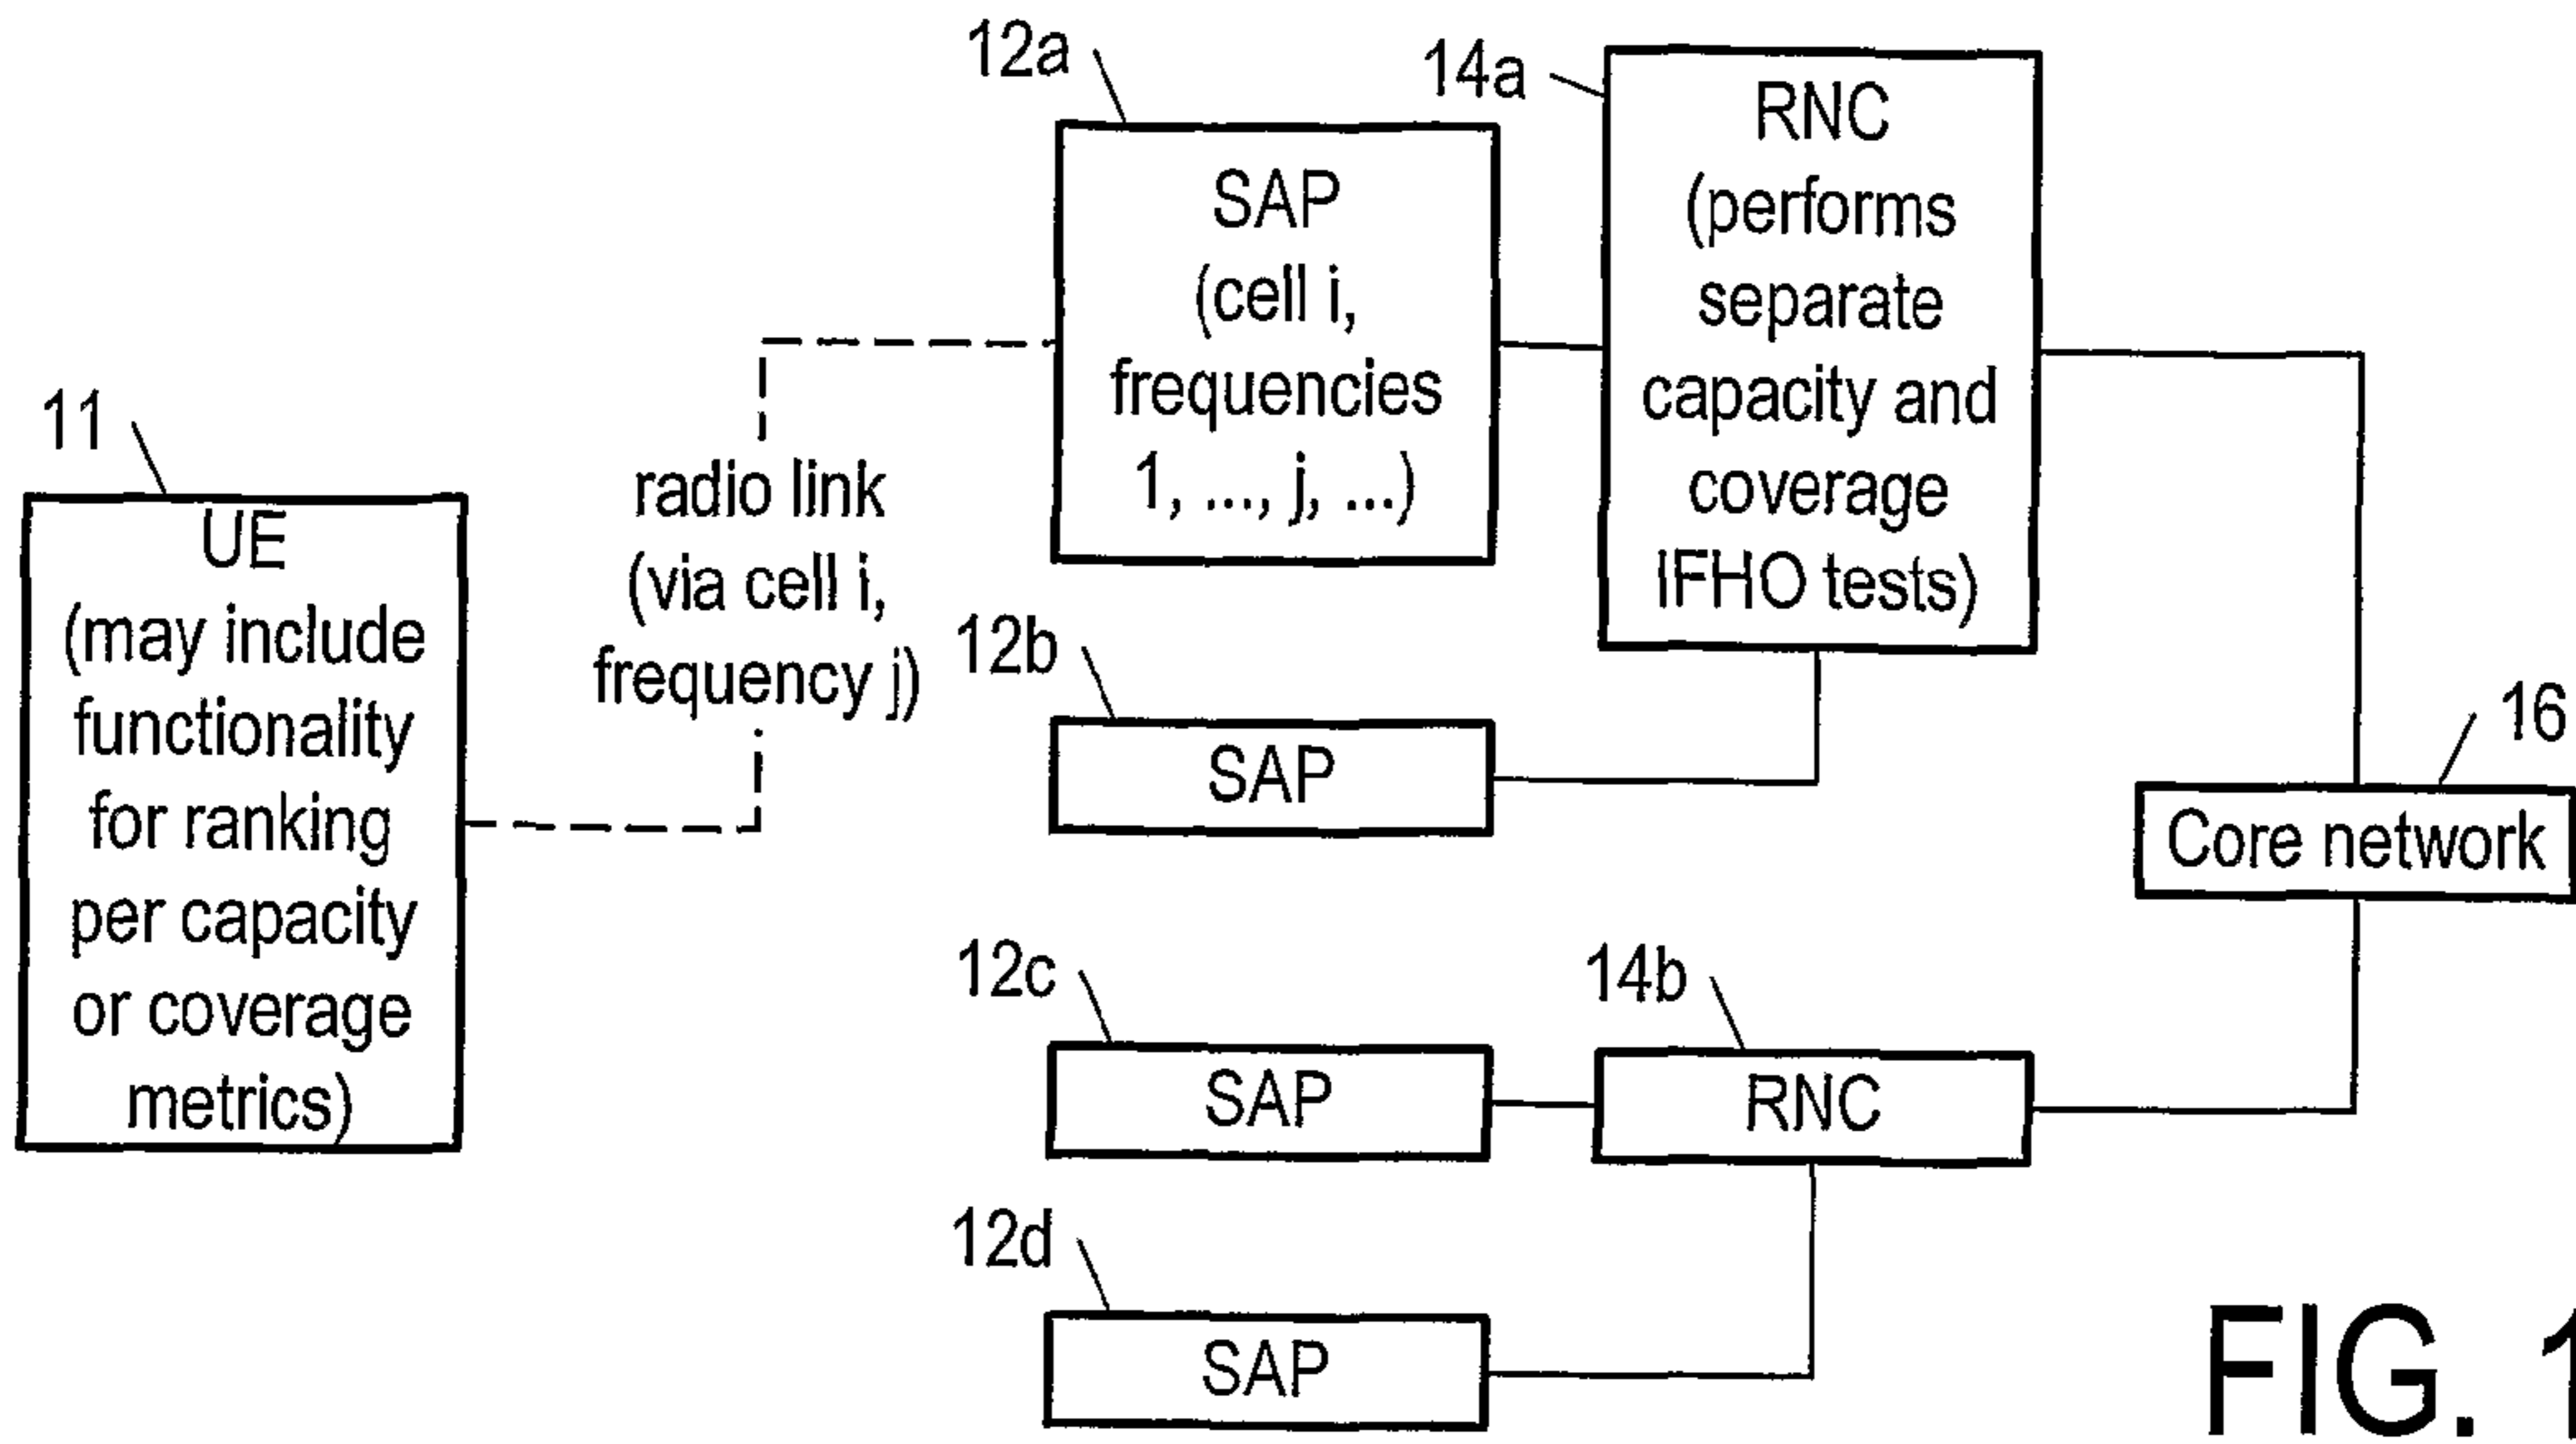 11
UE
(may include
functionality
for ranking
per capacity
or coverage
metrics)
radio link
(via cell i,
frequency j)
12a
SAP
(cell i,
frequencies
1, ..., j, ...)
14a
RNC
(performs
separate
capacity and
coverage
IFHO tests)
12b
SAP
16
Core network
12c
SAP
14b
RNC
12d
SAP
FIG. 1